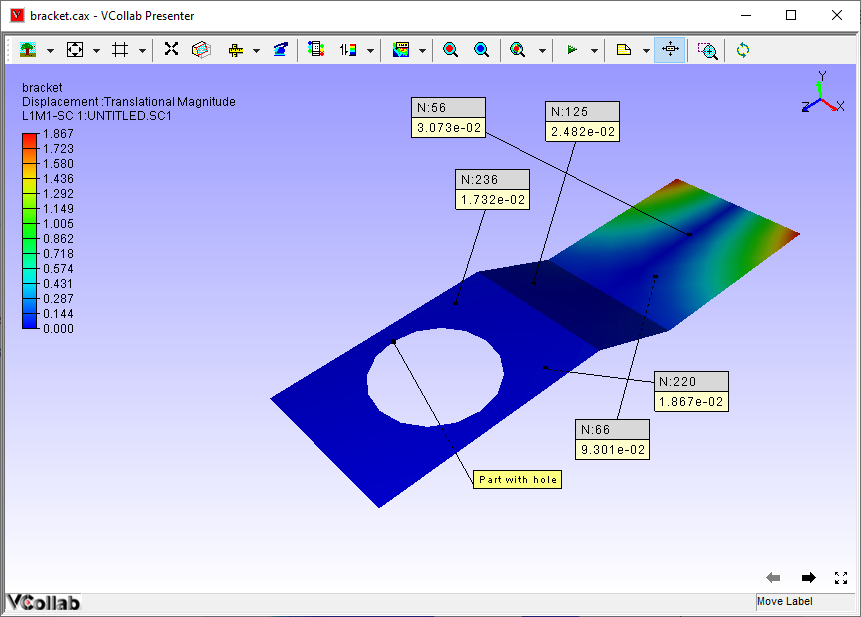 bracket.cax - VCollab Presenter
bracket
Displacement :Translational Magnitude
L1M1-SC 1:UNTITLED.SC1
1.867
1.723
1.580
1.436
1.292
1.149
1.005
0.862
0.718
0.574
0.431
0.287
0.144
0.000
N:56
3.073e-02
N:125
2.482e-02
N:236
1.732e-02
Y
Z
X
N:220
1.867e-02
N:66
9.301e-02
Part with hole
VCollab
Move Label